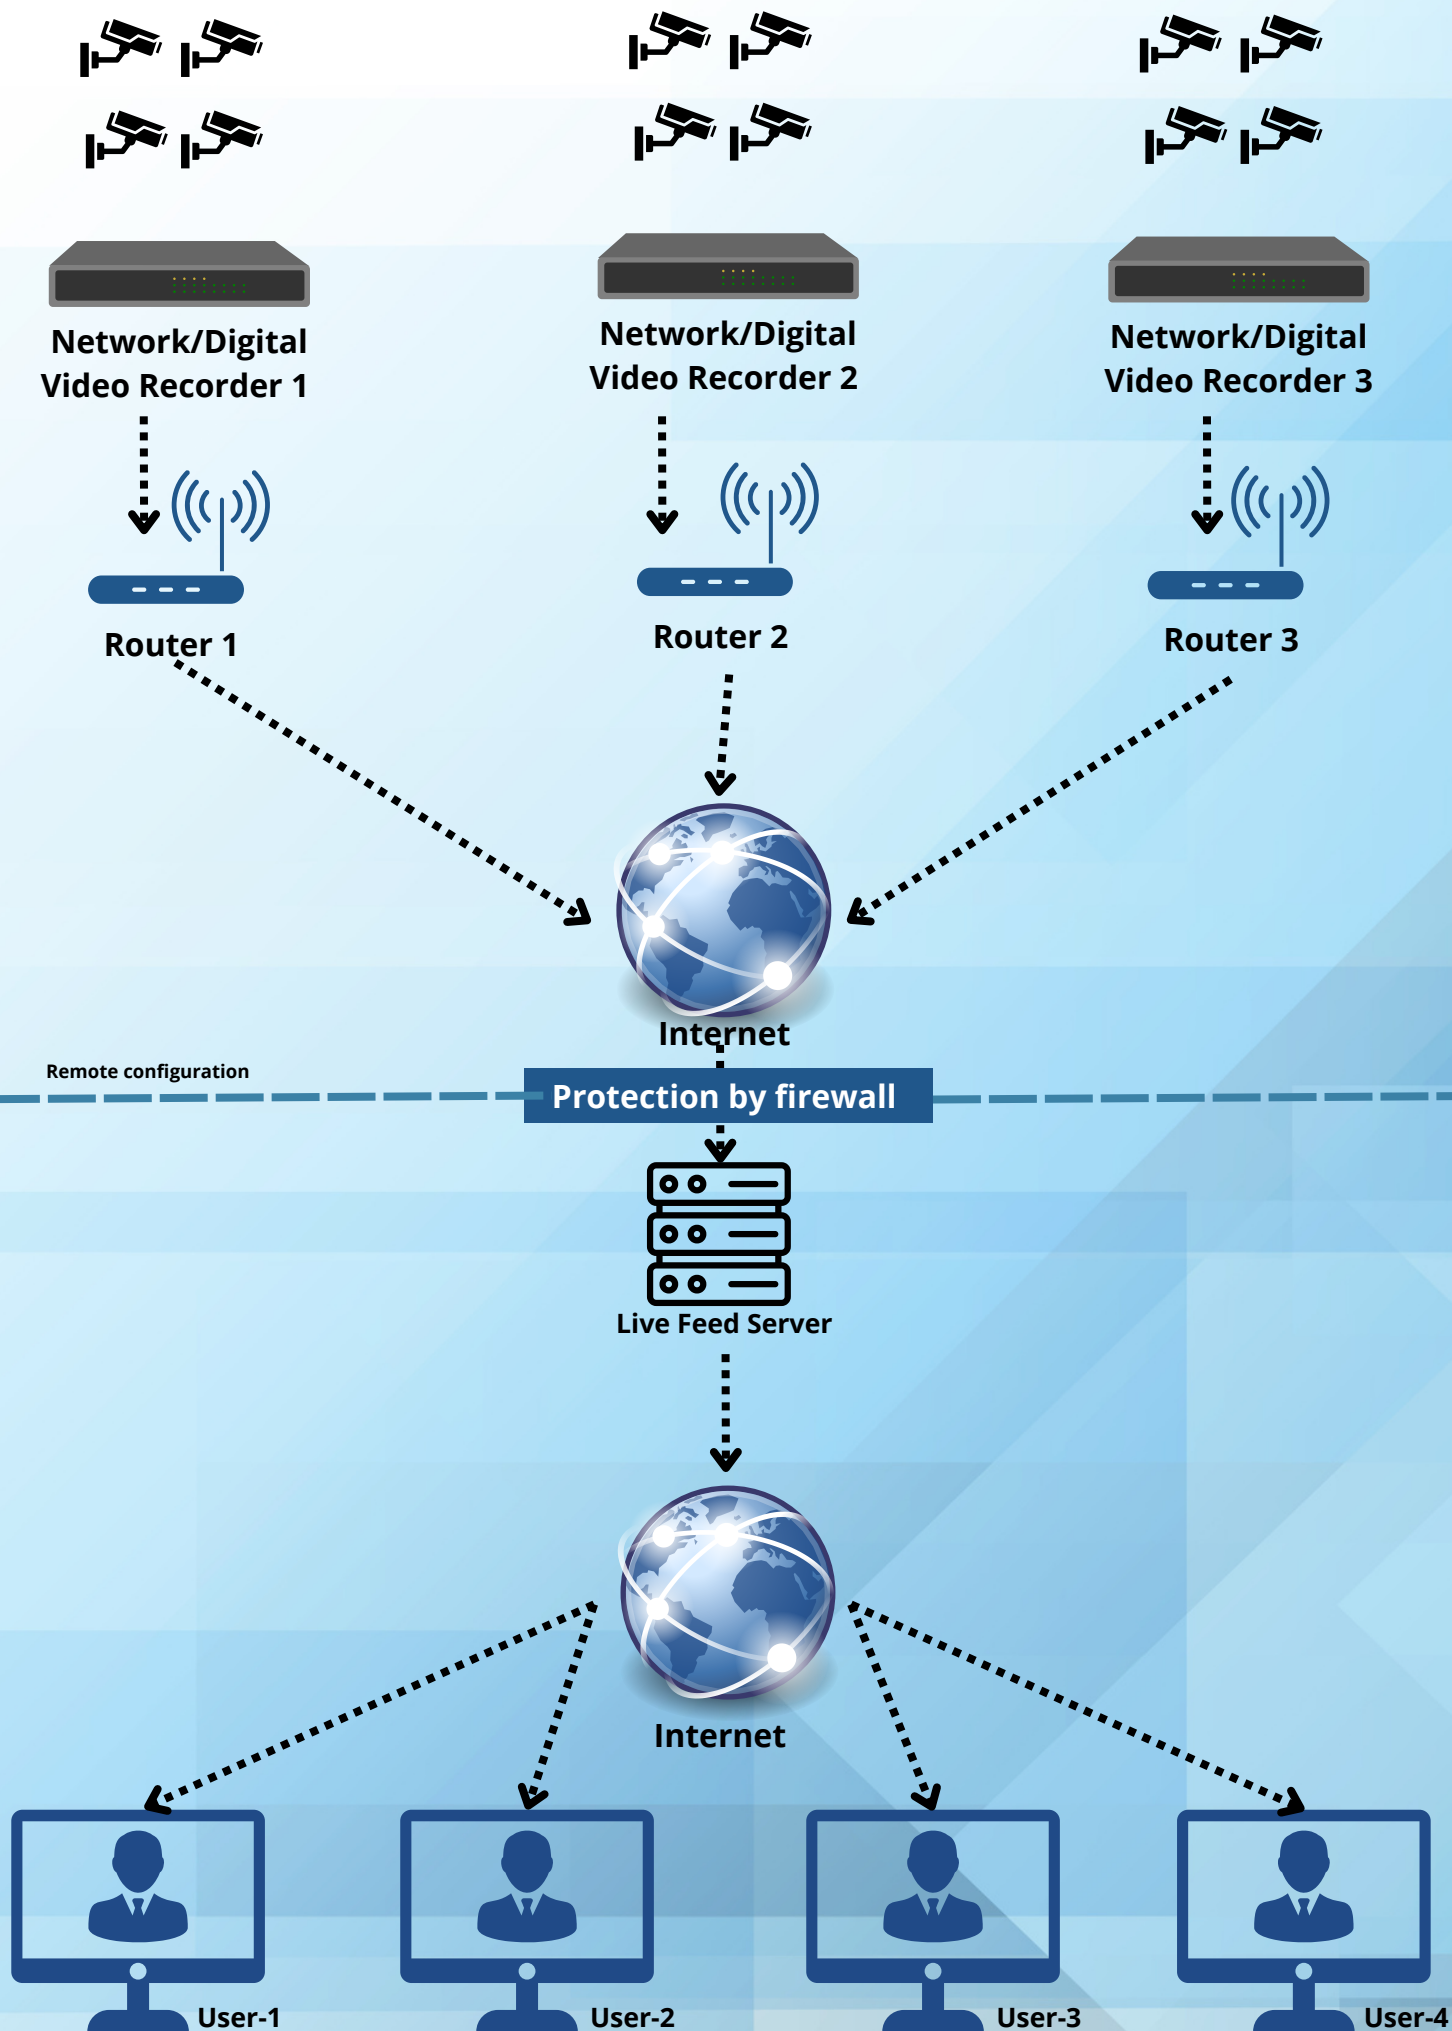 Network/Digital
Video Recorder 1
Network/Digital
Video Recorder 2
Network/Digital
Video Recorder 3
Router 1
Router 2
Router 3
Internet
Remote configuration
Protection by firewall
Live Feed Server
Internet
User-1
User-2
User-3
User-4